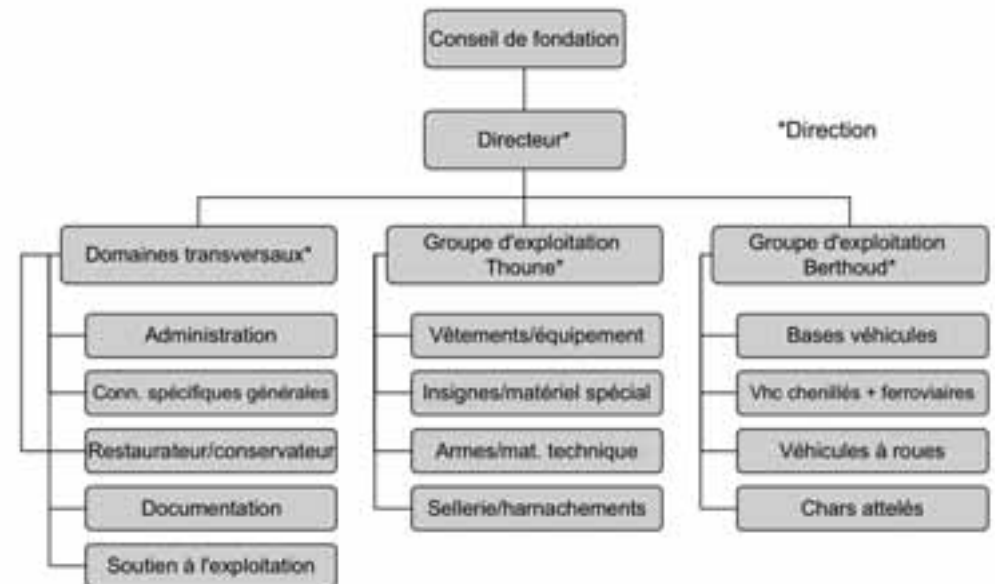 Conseil de fondation
Directeur*
*Direction
Domaines transversaux*
Administration
Conn. spécifiques générales
Restaurateur/conservateur
Documentation
Soutien à l'exploitation
Groupe d'exploitation
Thoune*
Vêtements/équipement
Insignes/matériel spécial
Armes/mat. technique
Sellerie/harnachements
Groupe d'exploitation
Berthoud*
Bases véhicules
Vhc chenillés + ferroviaires
Véhicules à roues
Chars attelés